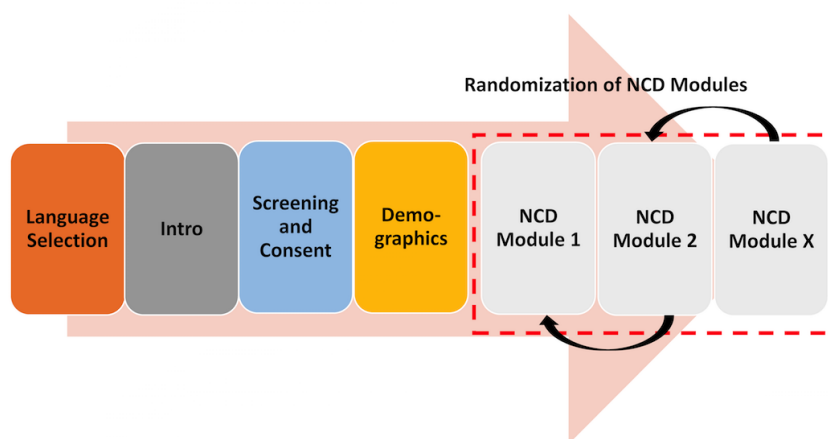 Randomization of NCD Modules
Language
Selection
Intro
Screening
and
Consent
Demo-
graphics
NCD
Module 1
NCD
Module 2
NCD
Module X